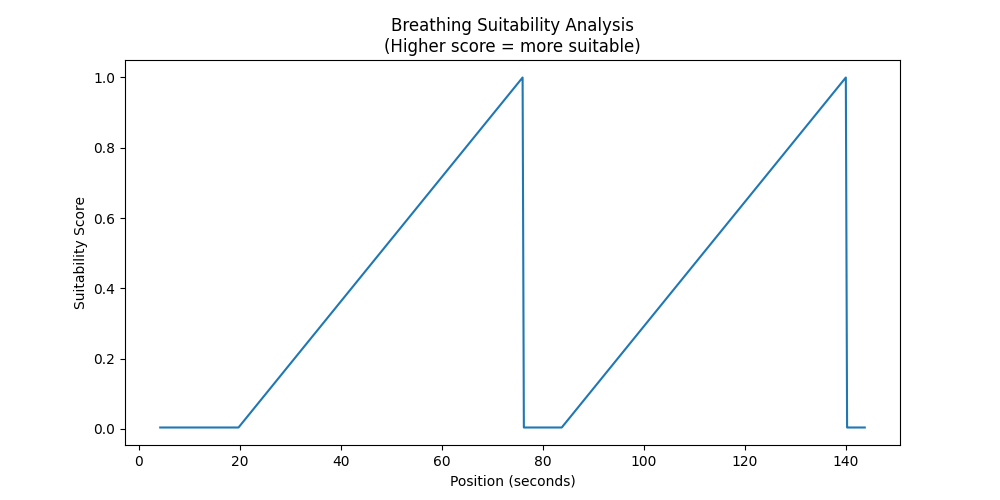 Breathing Suitability Analysis
(Higher score = more suitable)
1.0
0.8
0.6
0.4
0.2
0.0
Suitability Score
0 20 40 60 80 100 120 140
Position (seconds)